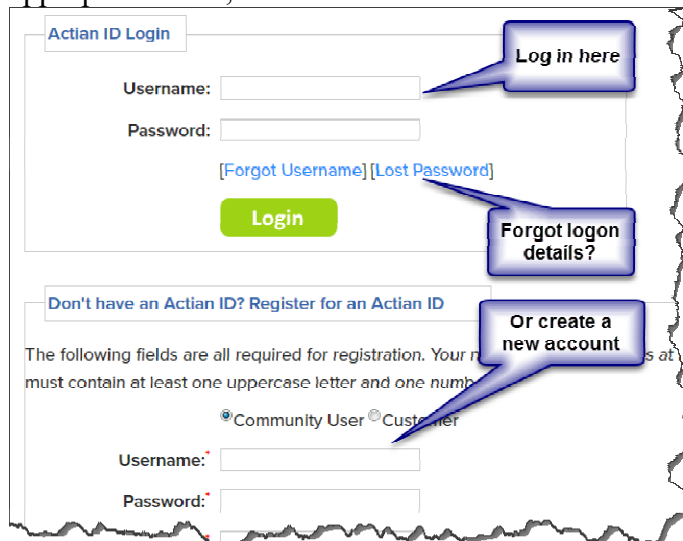 Actian ID Login
Log in here
Username:
Password:
[Forgot Username] [Lost Password]
Login
Forgot logon
details?
Don't have an Actian ID? Register for an Actian ID
Or create a
new account
The following fields are all required for registration. Your s at
must contain at least one uppercase letter and one
Community User Customer
Username:*
Password:*